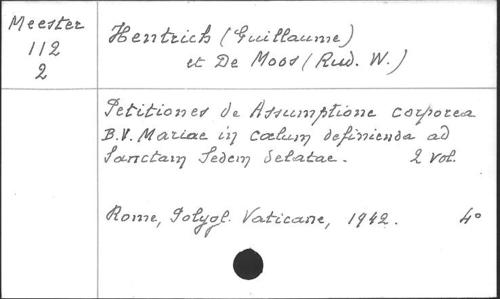 Meester
112
2
Hentrich (Guillaume)
et De Moos (Rud. W.)
Petitiones de Assumptione corporea
B.V. Mariae in cœlum definienda ad
Sanctam Sedem delatae. 2 vol.
Rome, Polygl. Vaticane, 1942. 4°